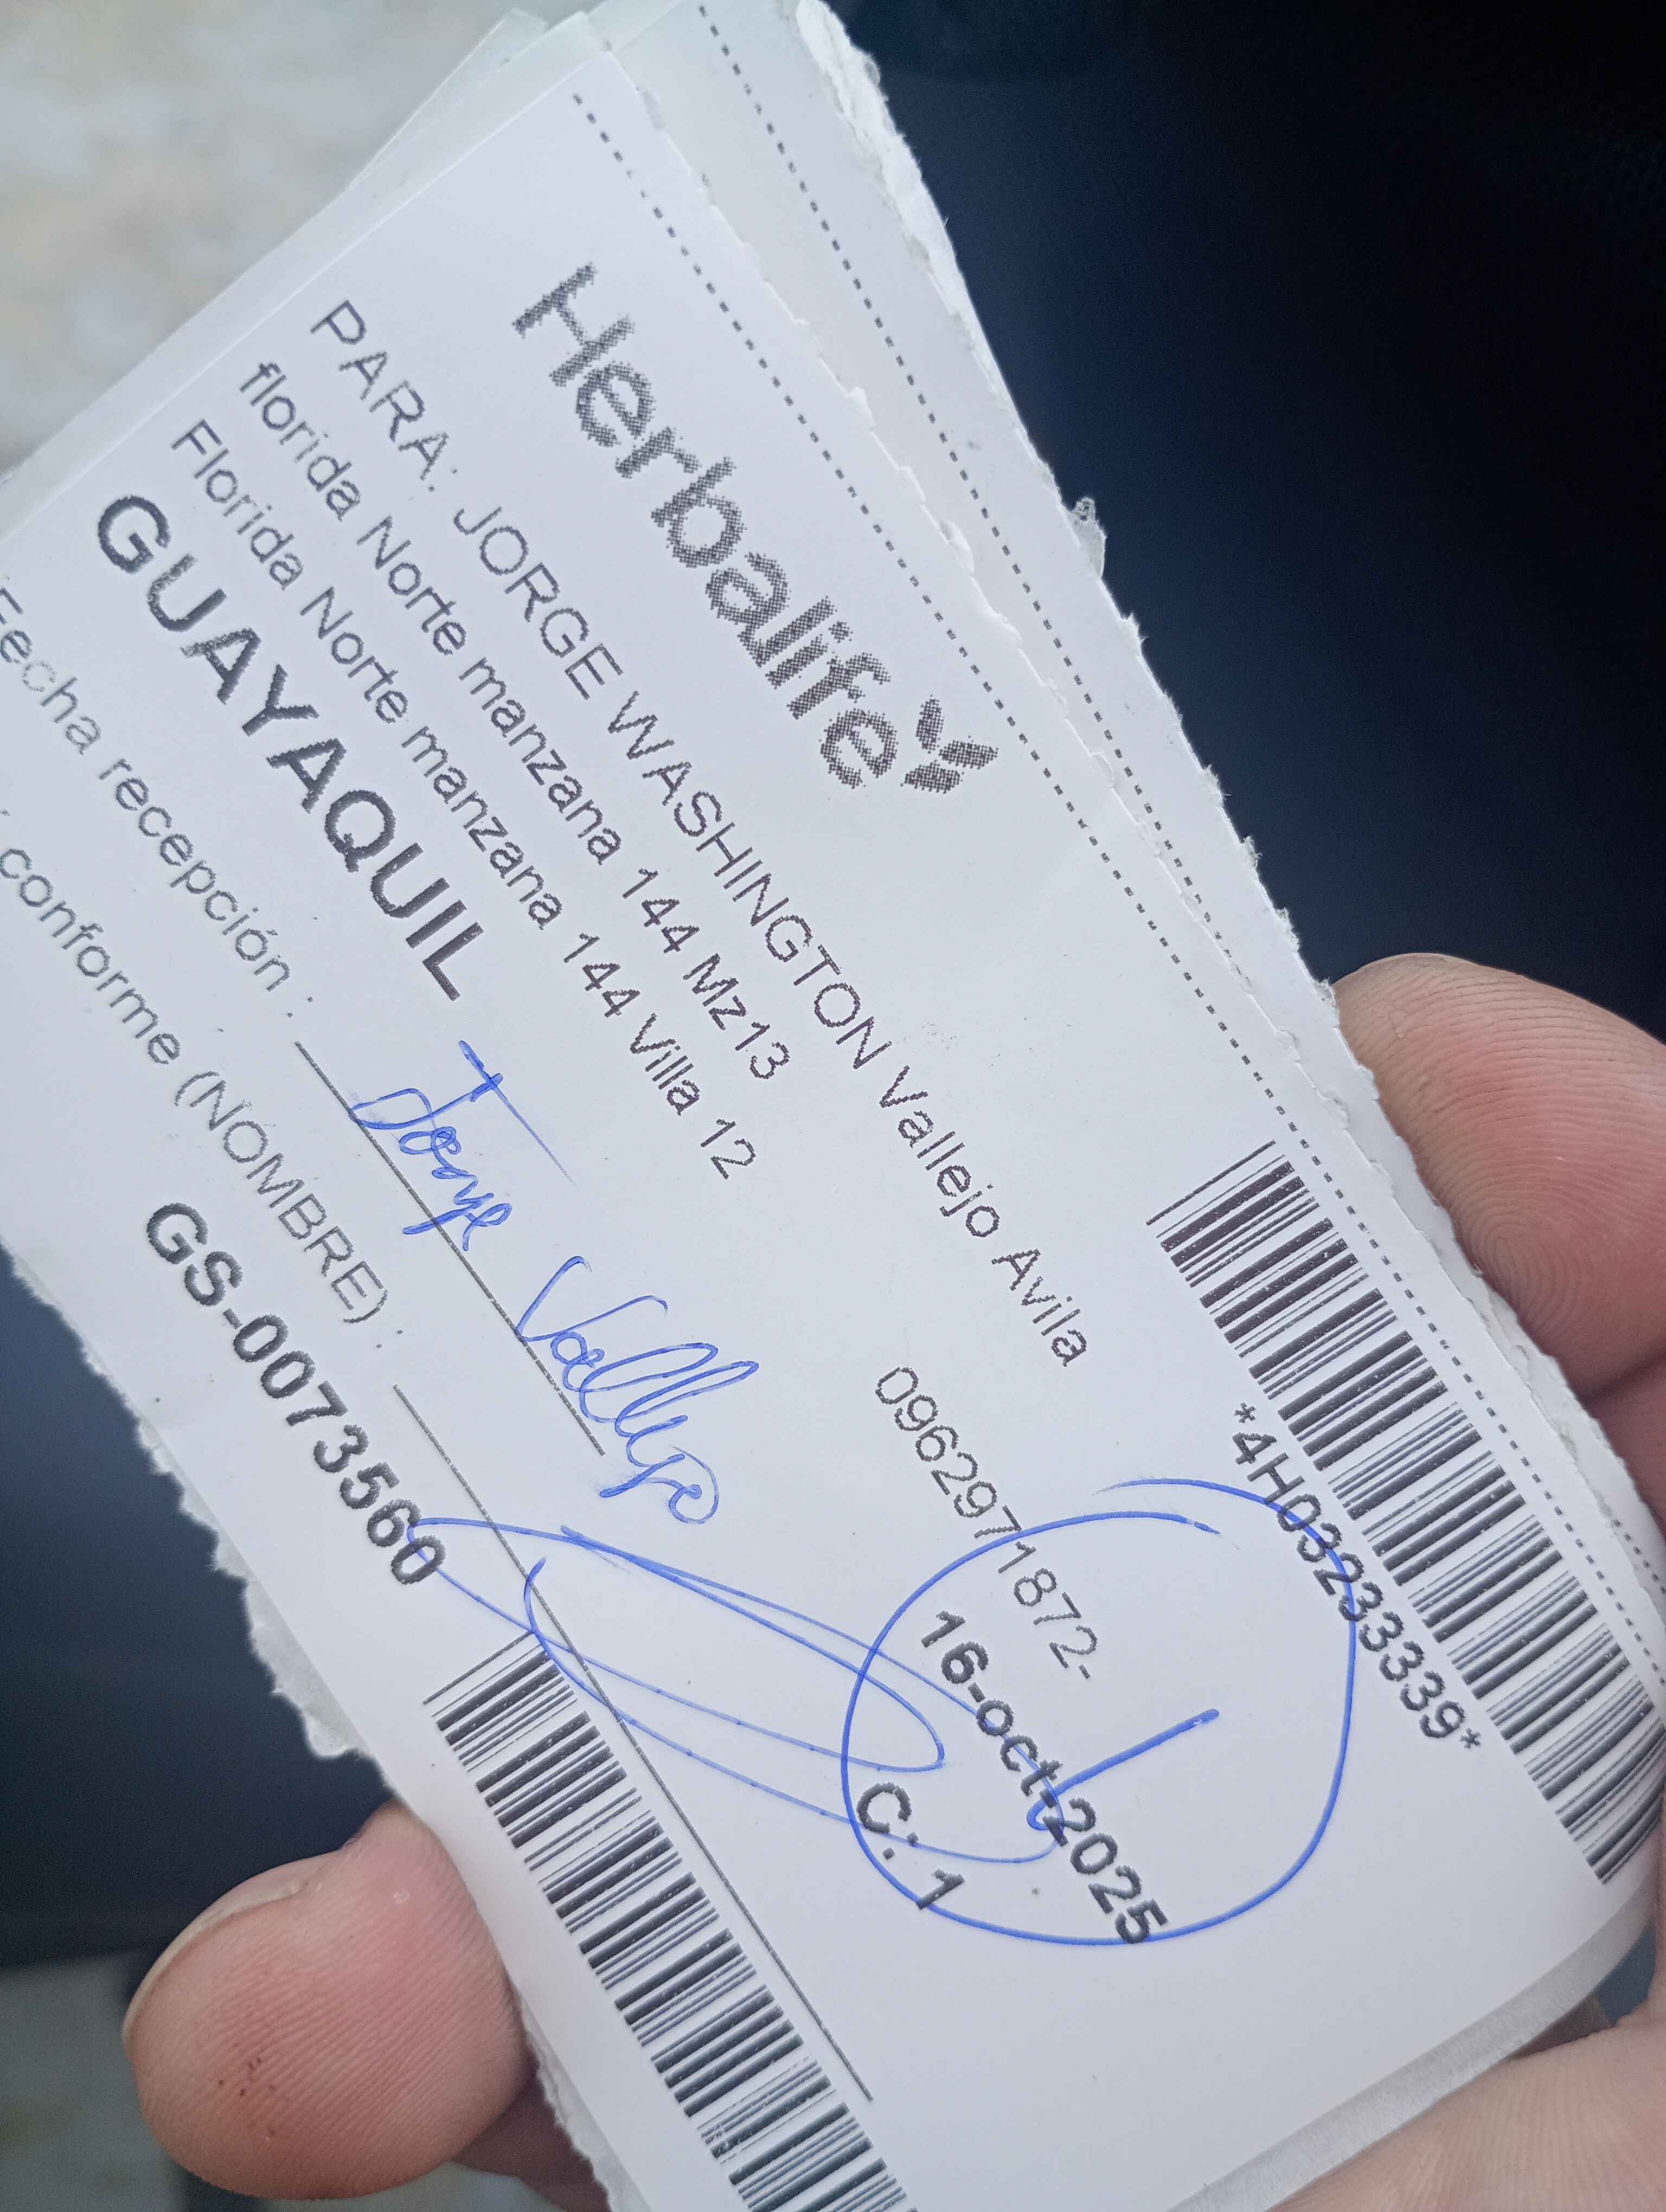 Herbalife
*4H0323339*
PARA: JORGE WASHINGTON Vallejo Avila
florida Norte manzana 144 Mz13
0962971872-
Florida Norte manzana 144 Villa 12
16-oct-2025
GUAYAQUIL
C: 1
Fecha recepción :
Jorge Vallejo
conforme (NOMBRE) :
GS-0073560